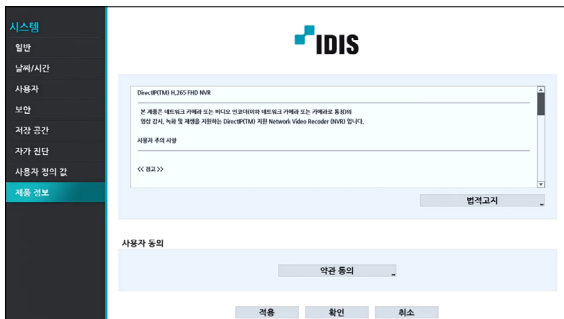 시스템
일반
날짜/시간
사용자
보안
저장 공간
자가 진단
사용자 정의 값
제품 정보
IDIS
DirectIP(TM) H.265 FHD NVR
본 제품은 네트워크 카메라 또는 비디오 인코더(이하 네트워크 카메라 또는 카메라로 통칭)의
영상 감시, 녹화 및 재생을 지원하는 DirectIP(TM) 지원 Network Video Recorder (NVR) 입니다.
사용자 주의 사항
<< 경고 >>
법적고지
사용자 동의
약관 동의
적용
확인
취소